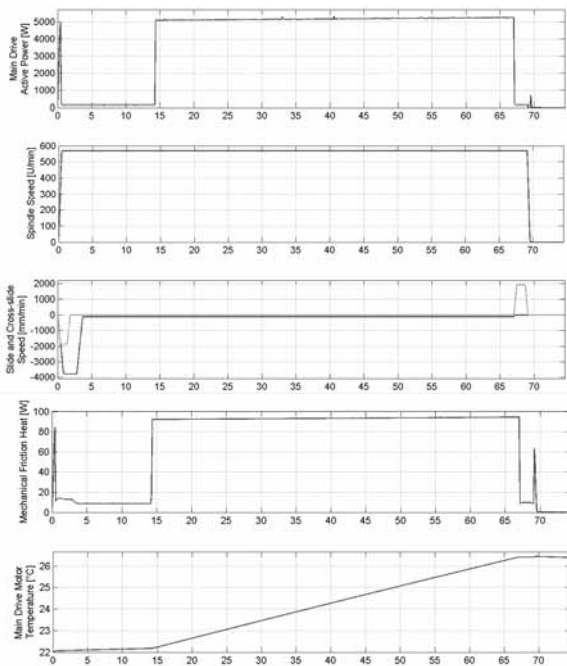 Main Drive
Active Power [W]
5000
4000
3000
2000
1000
0
0 5 10 15 20 25 30 35 40 45 50 55 60 65 70
Spindle Speed [U/min]
600
500
400
300
200
100
0
0 5 10 15 20 25 30 35 40 45 50 55 60 65 70
Slide and Cross-slide
Speed [mm/min]
2000
1000
0
-1000
-2000
-3000
-4000
0 5 10 15 20 25 30 35 40 45 50 55 60 65 70
Mechanical Friction Heat [W]
100
80
60
40
20
0
0 5 10 15 20 25 30 35 40 45 50 55 60 65 70
Main Drive Motor
Temperature [°C]
26
25
24
23
22
0 5 10 15 20 25 30 35 40 45 50 55 60 65 70